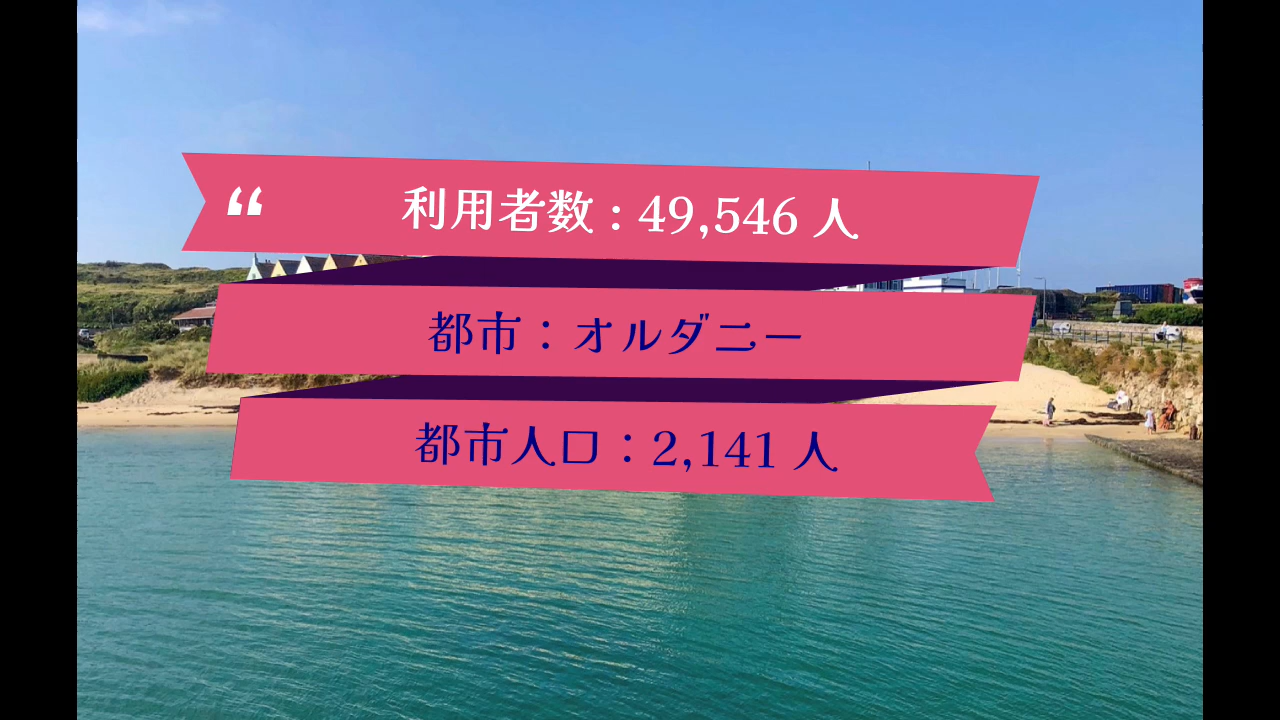 “
利用者数 : 49,546 人
都市：オルダニー
都市人口：2,141 人